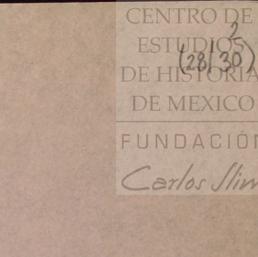 CENTRO DE
2
ESTUDIOS
(28/30)
DE HISTORIA
DE MEXICO
FUNDACIÓN
Carlos Slim